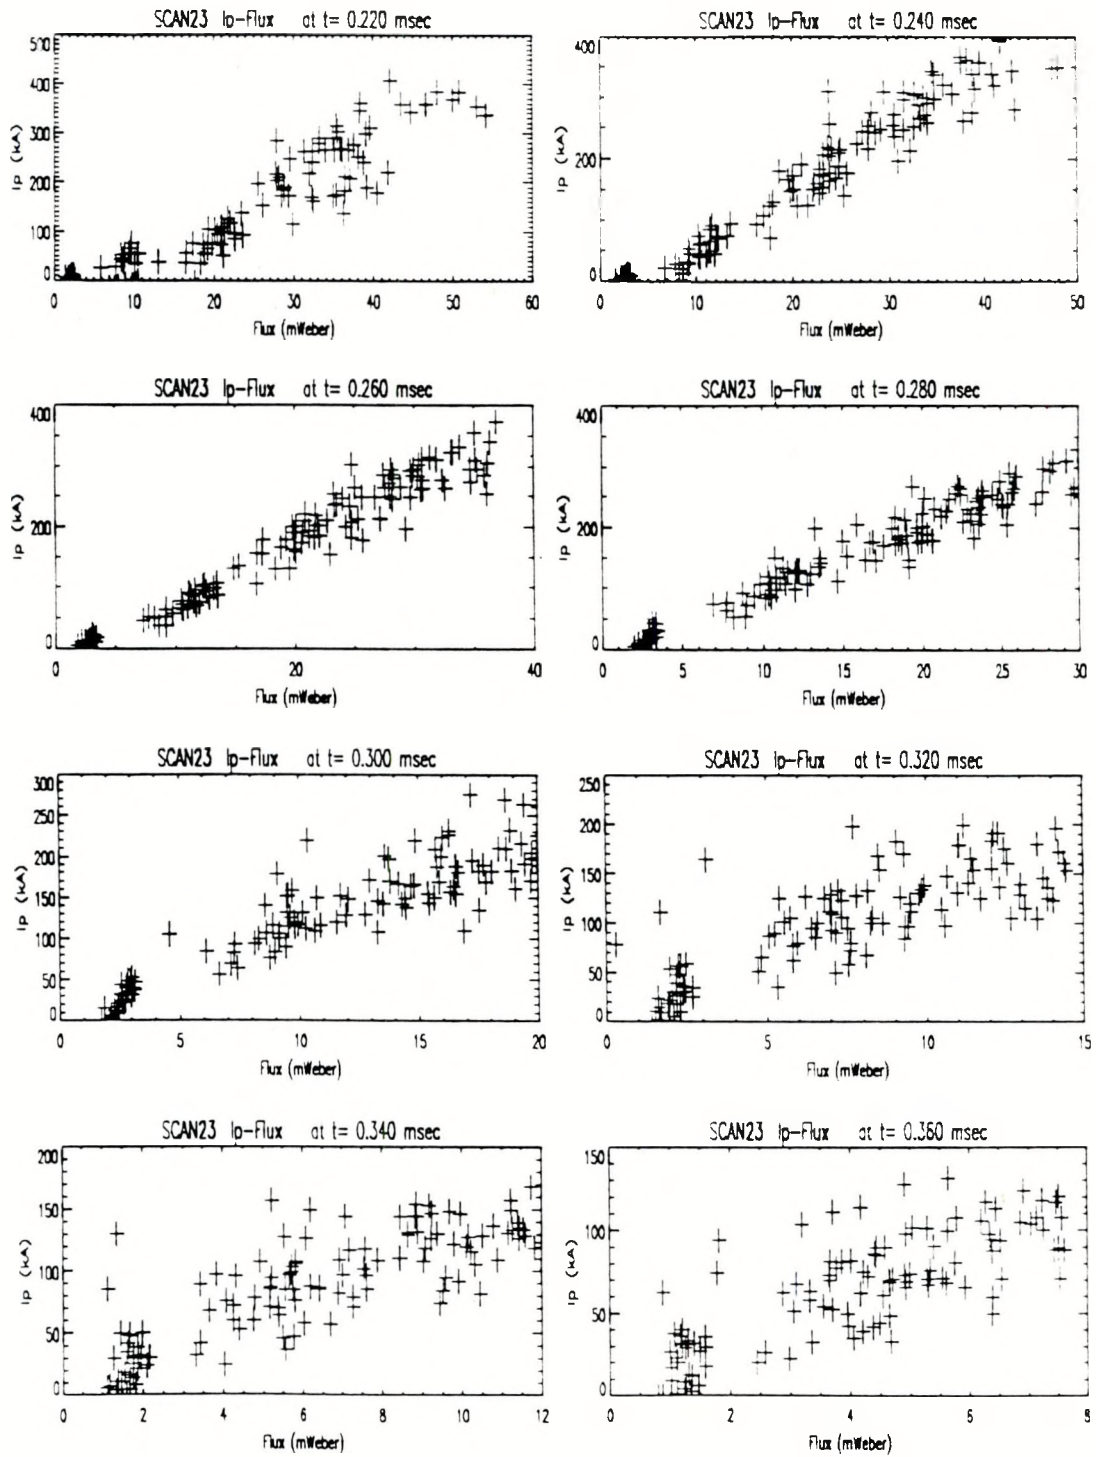 SCAN23 Ip-Flux at t= 0.220 msec
SCAN23 Ip-Flux at t= 0.240 msec
500
400
300
200
100
0
Ip (kA)
400
200
0
Ip (kA)
0 10 20 30 40 50 60
0 10 20 30 40 50
Flux (mWeber)
Flux (mWeber)
SCAN23 Ip-Flux at t= 0.260 msec
SCAN23 Ip-Flux at t= 0.280 msec
400
200
0
Ip (kA)
400
200
0
Ip (kA)
0 20 40
0 5 10 15 20 25 30
Flux (mWeber)
Flux (mWeber)
SCAN23 Ip-Flux at t= 0.300 msec
SCAN23 Ip-Flux at t= 0.320 msec
300
250
200
150
100
50
0
Ip (kA)
250
200
150
100
50
0
Ip (kA)
0 5 10 15 20
0 5 10 15
Flux (mWeber)
Flux (mWeber)
SCAN23 Ip-Flux at t= 0.340 msec
SCAN23 Ip-Flux at t= 0.360 msec
200
150
100
50
0
Ip (kA)
150
100
50
0
Ip (kA)
0 2 4 6 8 10 12
0 2 4 6 8
Flux (mWeber)
Flux (mWeber)